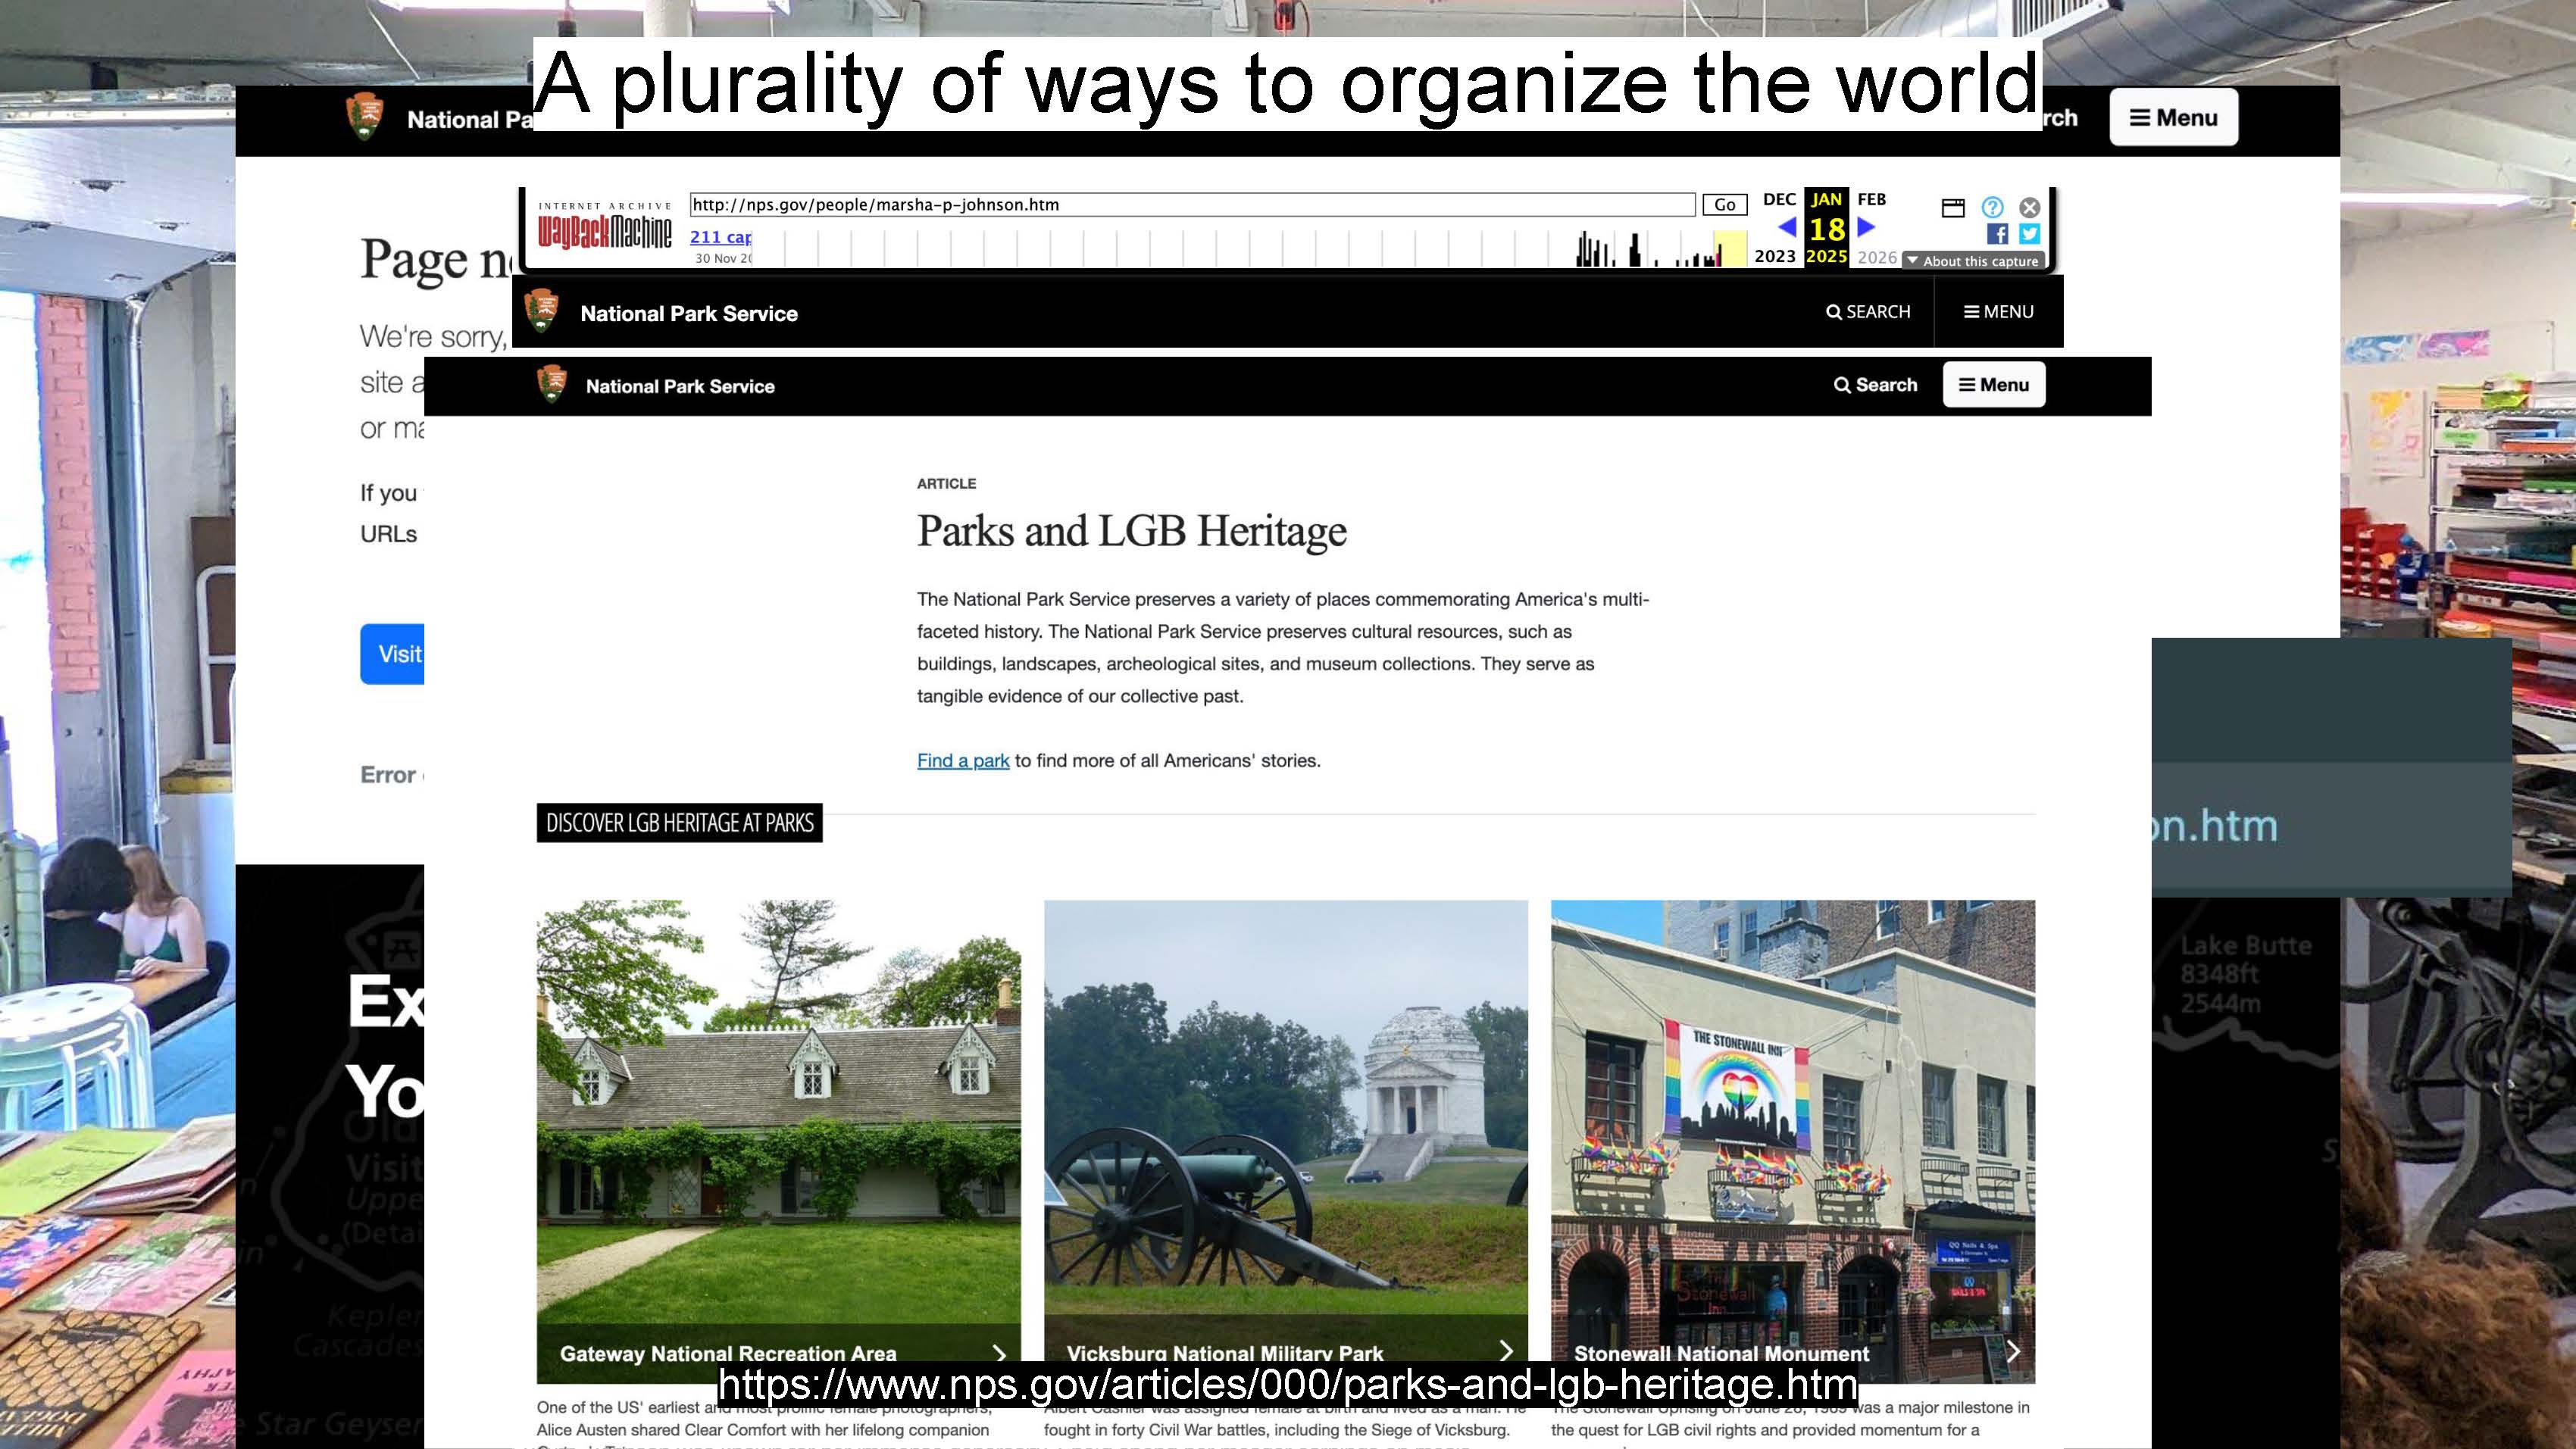 A plurality of ways to organize the world
National Pa
rch
Menu
INTERNET ARCHIVE
WayBackMachine
http://nps.gov/people/marsha-p-johnson.htm
Go
DEC JAN FEB
18
211 cap
30 Nov 20
2023 2025 2026
About this capture
Page n
National Park Service
SEARCH
MENU
We're sorry,
site a
or ma
National Park Service
Search
Menu
If you
URLs
ARTICLE
Parks and LGB Heritage
The National Park Service preserves a variety of places commemorating America's multi-
faceted history. The National Park Service preserves cultural resources, such as
buildings, landscapes, archeological sites, and museum collections. They serve as
tangible evidence of our collective past.
Visit
Find a park to find more of all Americans' stories.
Error
DISCOVER LGB HERITAGE AT PARKS
on.htm
Lake Butte
8348ft
2544m
Ex
Yo
Old
Visit
Uppe
(Detai
Kepler
Cascades
Star Geyser
THE STONEWALL INN
QQ Nails & Spa
Stonewall
Inn
Gateway National Recreation Area
Vicksburg National Military Park
Stonewall National Monument
https://www.nps.gov/articles/000/parks-and-lgb-heritage.htm
One of the US' earliest and most prolific female photographers,
Alice Austen shared Clear Comfort with her lifelong companion
Albert Cashier was assigned female at birth and lived as a man. He
fought in forty Civil War battles, including the Siege of Vicksburg.
The Stonewall Uprising on June 28, 1969 was a major milestone in
the quest for LGB civil rights and provided momentum for a